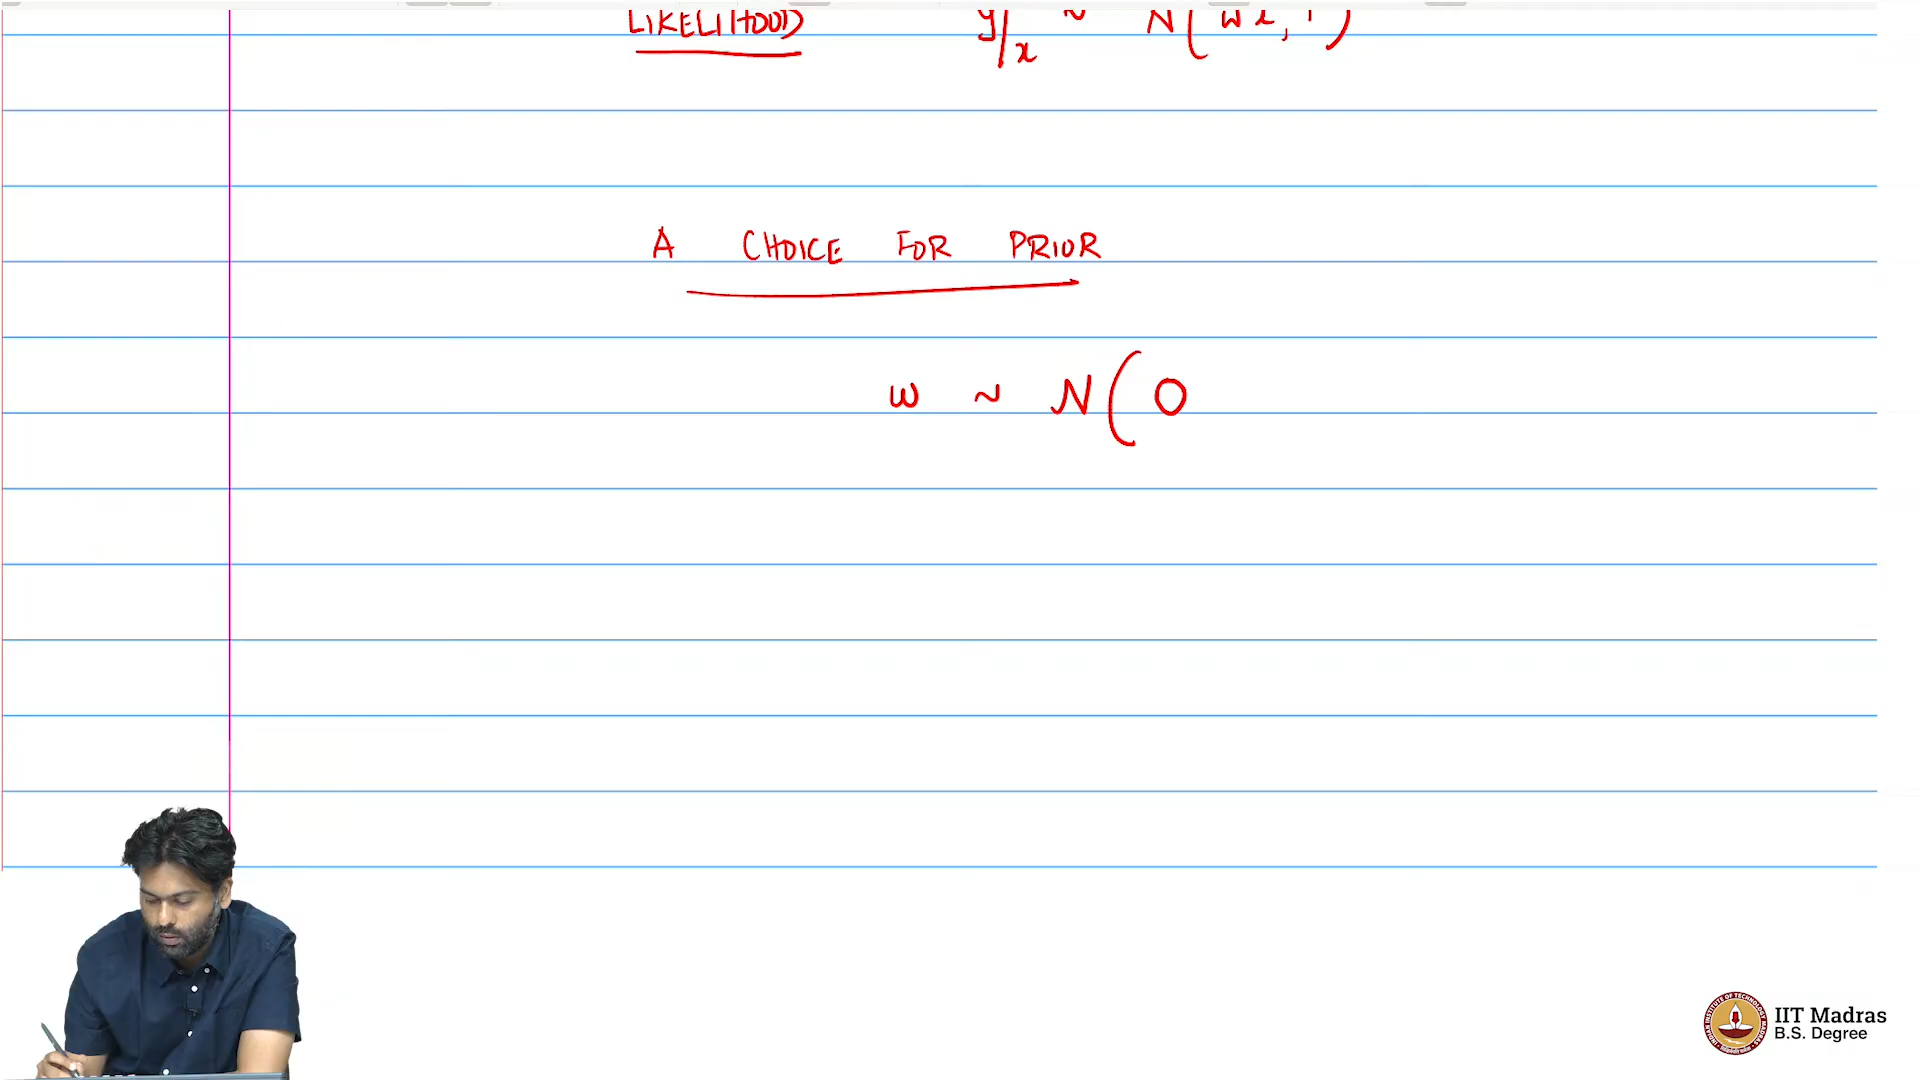 LIKELIHOOD y/x ~ N(
A CHOICE FOR PRIOR
w ~ N( 0
IIT Madras
B.S. Degree